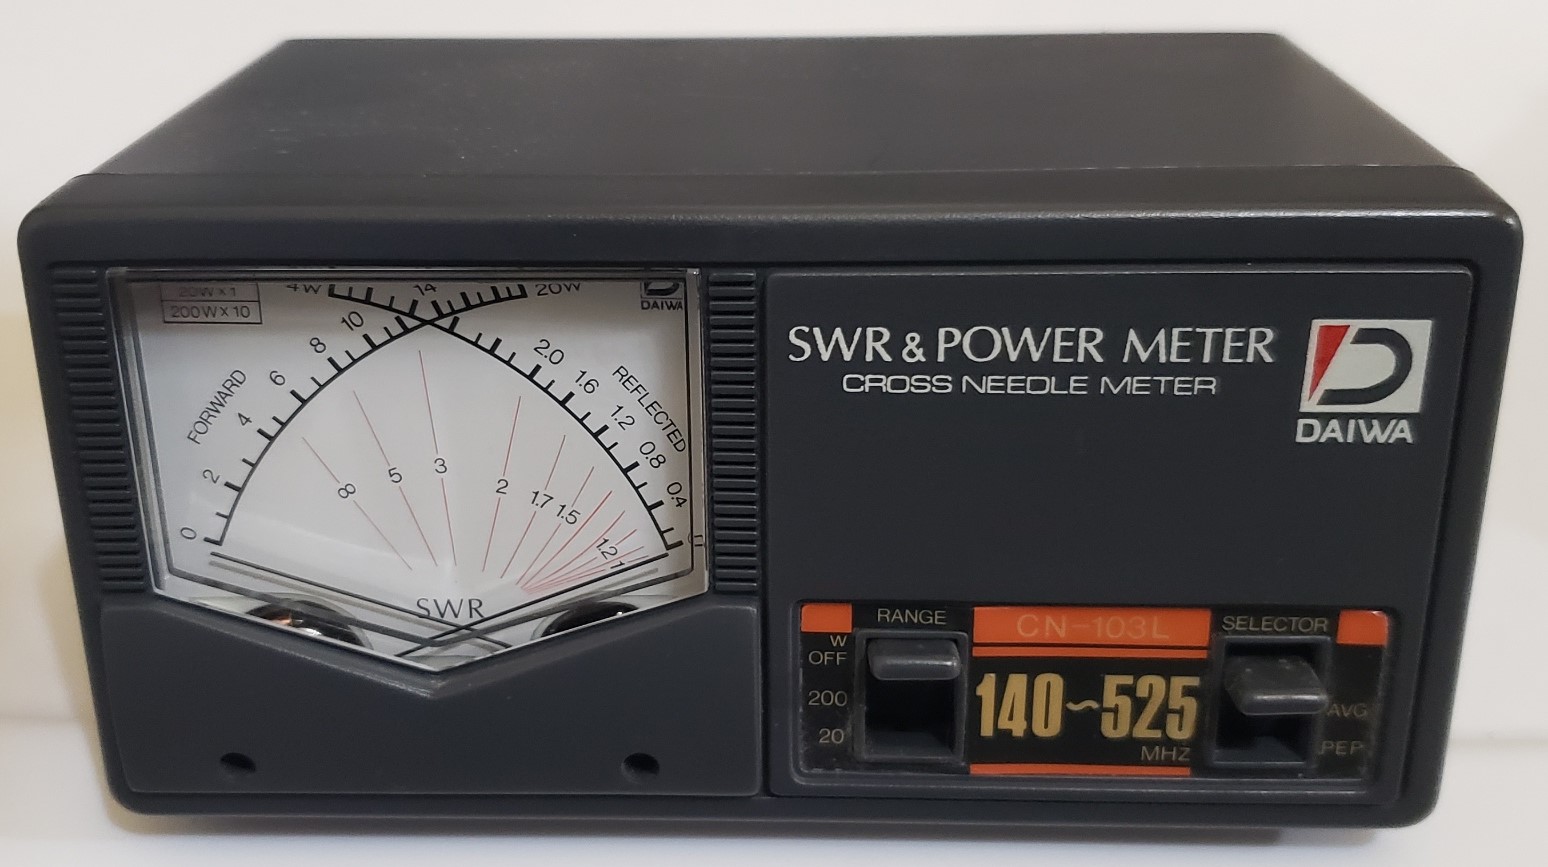 20W×1
200W×10
4W 14 20W
DAIWA
FORWARD
0 2 4 6 8 10
REFLECTED
2.0 1.6 1.2 0.8 0.4
∞ 5 3 2 1.7 1.5 1.2 1
SWR
SWR & POWER METER
CROSS NEEDLE METER
DAIWA
RANGE
W
OFF
200
20
CN-103L
140~525
MHZ
SELECTOR
AVG
PEP